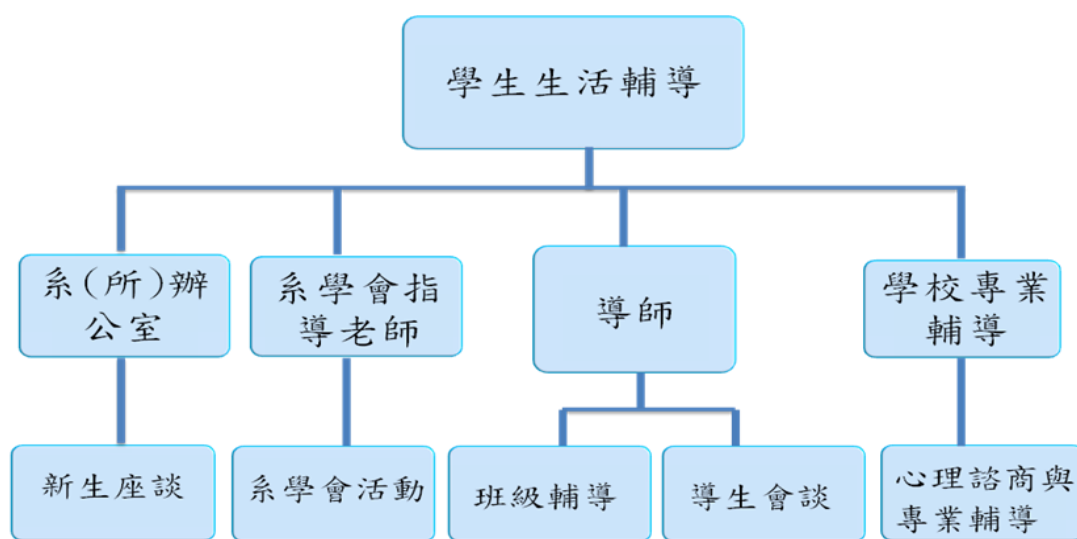 學生生活輔導
系(所)辦
公室
系學會指
導老師
導師
學校專業
輔導
新生座談
系學會活動
班級輔導
導生會談
心理諮商與
專業輔導